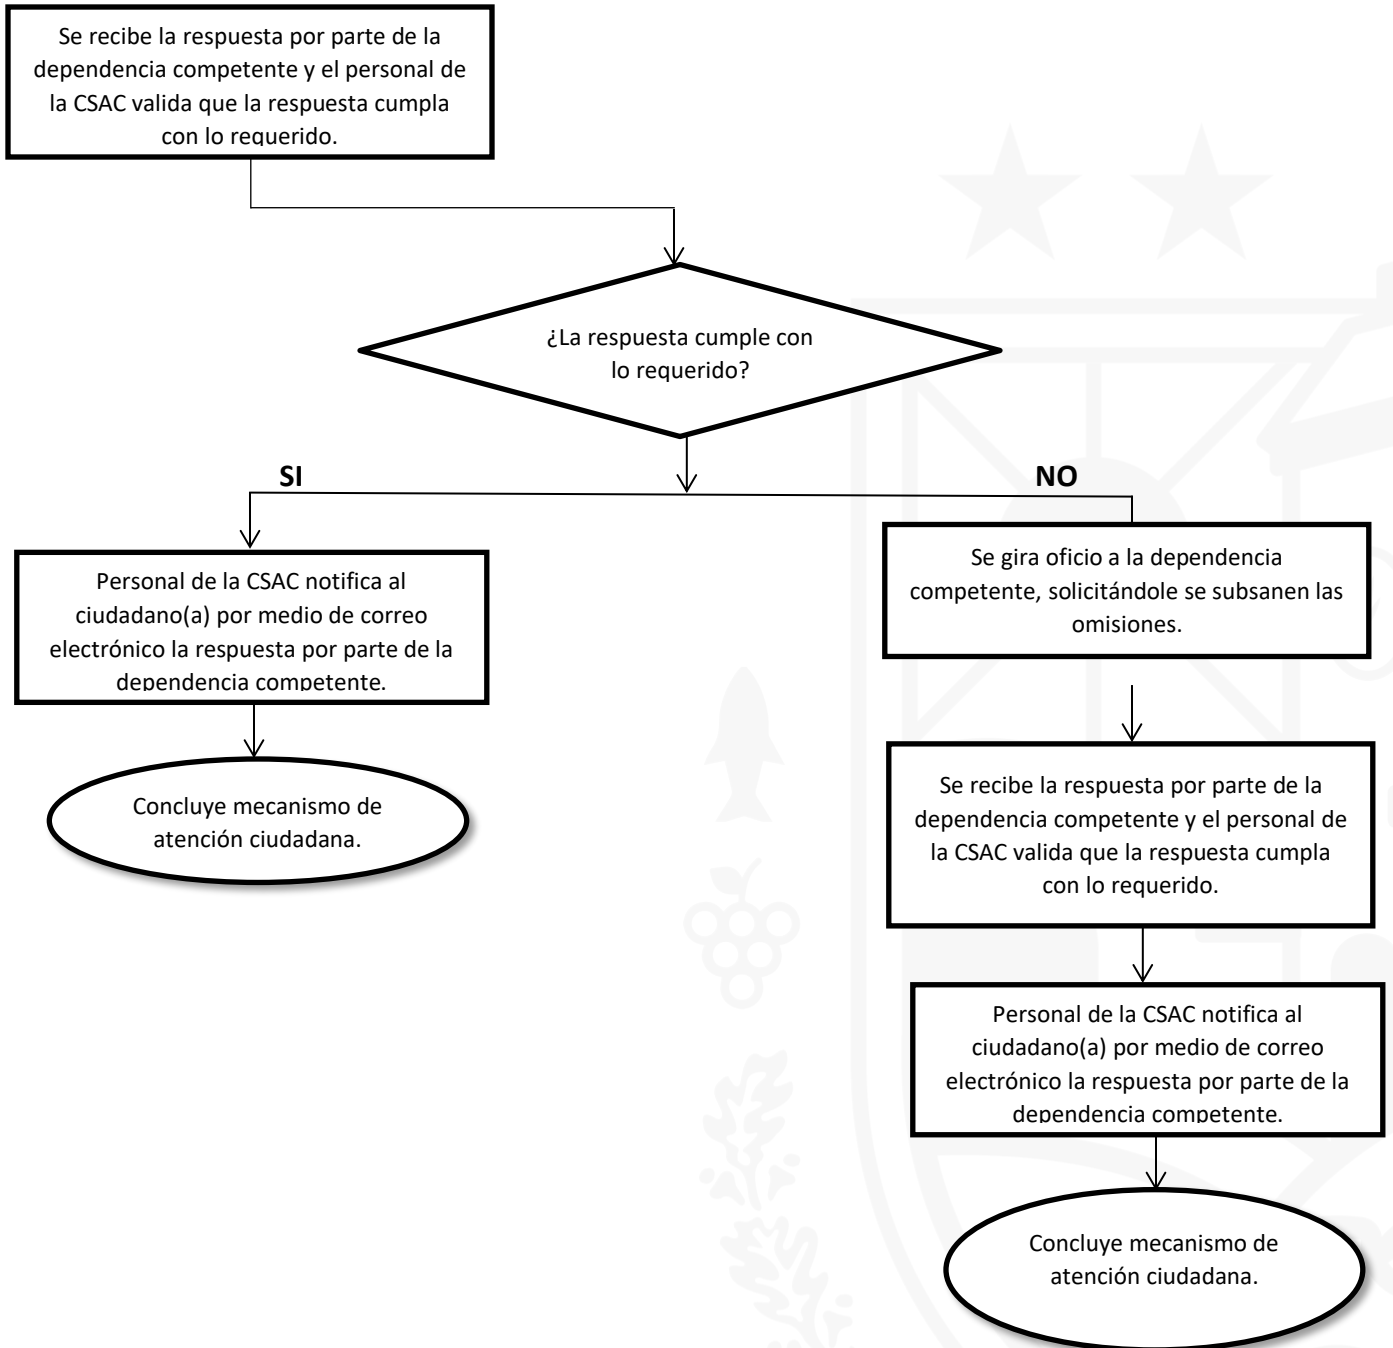 Se recibe la respuesta por parte de la
dependencia competente y el personal de
la CSAC valida que la respuesta cumpla
con lo requerido.
¿La respuesta cumple con
lo requerido?
SI
NO
Personal de la CSAC notifica al
ciudadano(a) por medio de correo
electrónico la respuesta por parte de la
dependencia competente.
Concluye mecanismo de
atención ciudadana.
Se gira oficio a la dependencia
competente, solicitándole se subsanen las
omisiones.
Se recibe la respuesta por parte de la
dependencia competente y el personal de
la CSAC valida que la respuesta cumpla
con lo requerido.
Personal de la CSAC notifica al
ciudadano(a) por medio de correo
electrónico la respuesta por parte de la
dependencia competente.
Concluye mecanismo de
atención ciudadana.